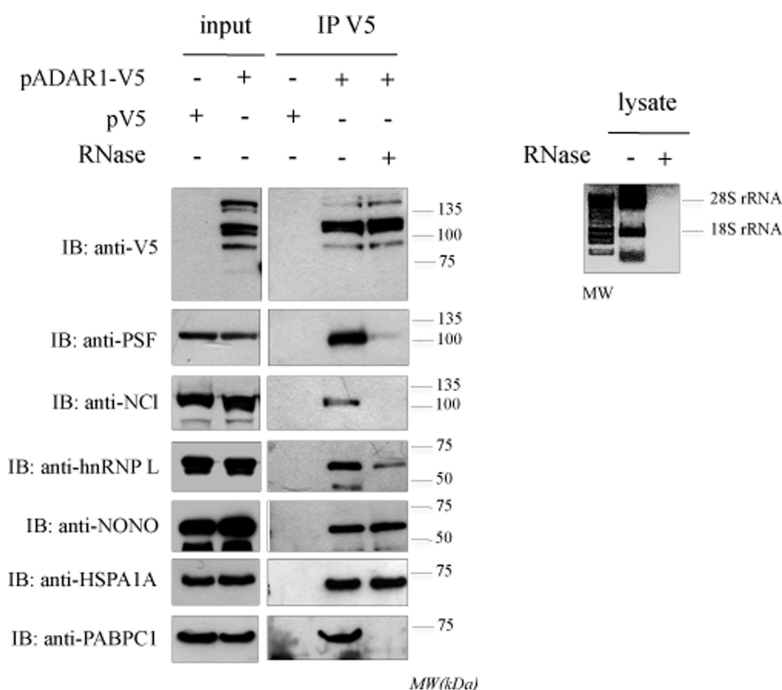 input IP V5
pADAR1-V5 - + - + +
pV5 + - + - -
RNase - - - - +
IB: anti-V5
135
100
75
IB: anti-PSF
135
100
IB: anti-NCl
135
100
IB: anti-hnRNP L
75
50
IB: anti-NONO
75
50
IB: anti-HSPA1A
75
IB: anti-PABPC1
75
MW(kDa)
lysate
RNase - +
28S rRNA
18S rRNA
MW